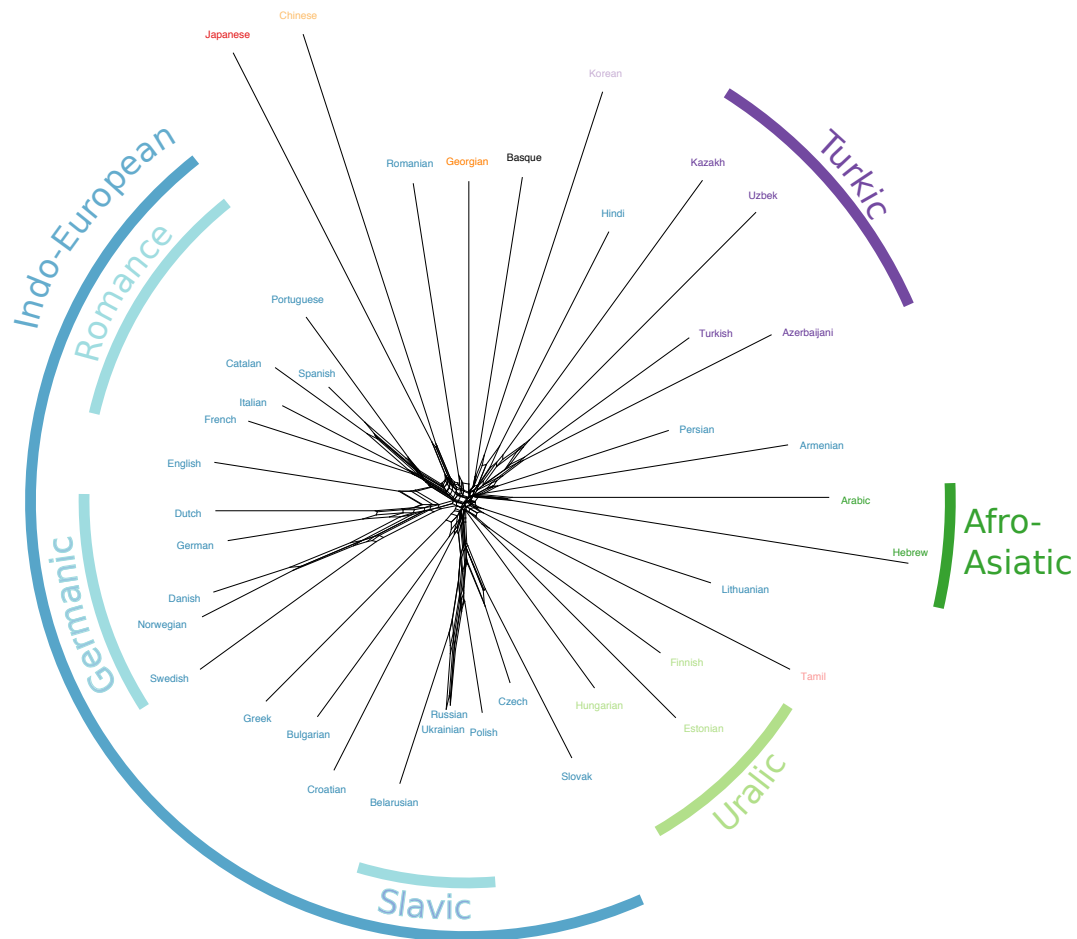 Chinese
Japanese
Korean
Turkic
Indo-European
Romanian
Georgian
Basque
Kazakh
Uzbek
Hindi
Romance
Portuguese
Turkish
Azerbaijani
Catalan
Spanish
Italian
French
Persian
Armenian
English
Arabic
Afro-
Asiatic
Dutch
German
Hebrew
Germanic
Danish
Norwegian
Lithuanian
Swedish
Finnish
Tamil
Greek
Bulgarian
Russian
Ukrainian
Polish
Czech
Hungarian
Estonian
Uralic
Croatian
Belarusian
Slovak
Slavic